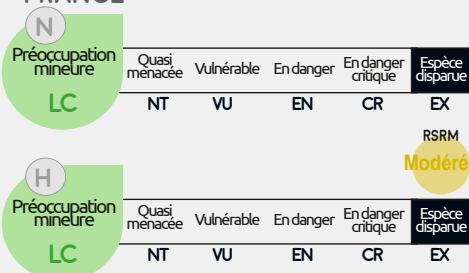 FRANCE
N
Préoccupation mineure Quasi menacée Vulnérable En danger En danger critique Espèce disparue
LC NT VU EN CR EX
RSRM
Modéré
H
Préoccupation mineure Quasi menacée Vulnérable En danger En danger critique Espèce disparue
LC NT VU EN CR EX